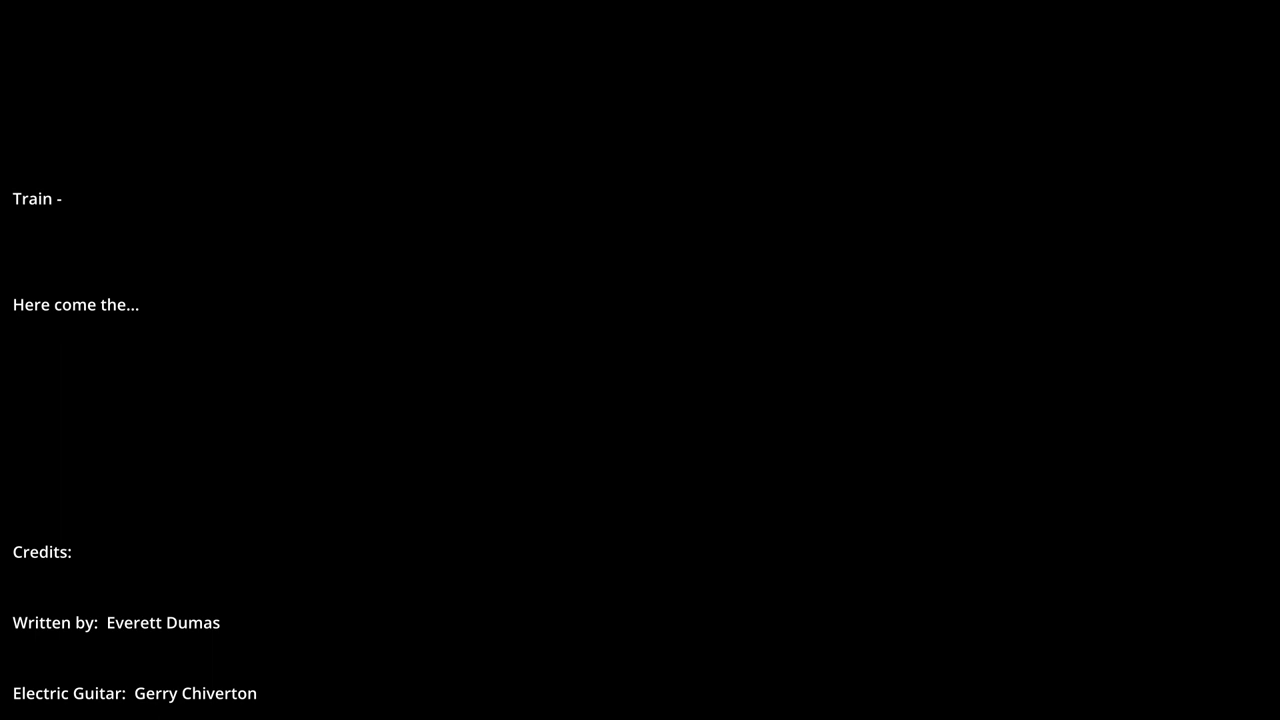 Train -
Here come the...
Credits:
Written by:  Everett Dumas
Electric Guitar:  Gerry Chiverton